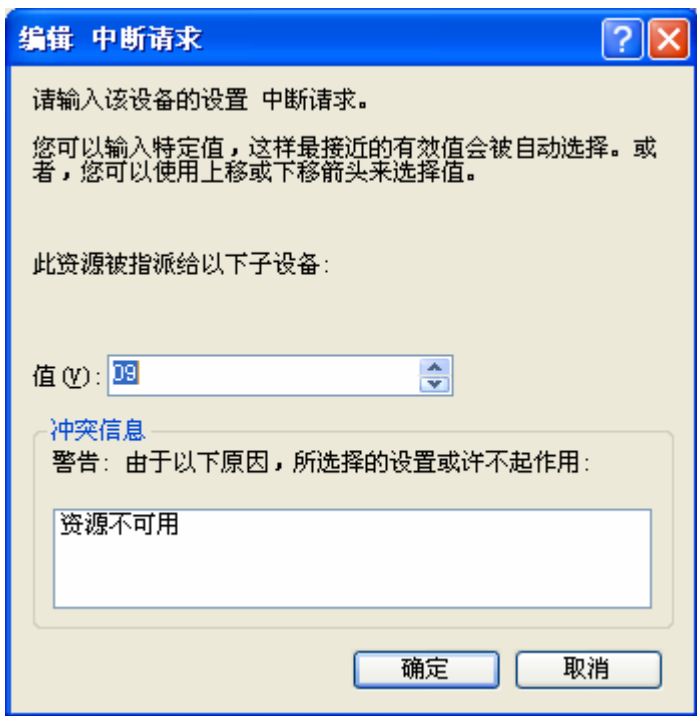 编辑 中断请求
请输入该设备的设置 中断请求。
您可以输入特定值，这样最接近的有效值会被自动选择。或
者，您可以使用上移或下移箭头来选择值。
此资源被指派给以下子设备：
值(V): 09
冲突信息
警告: 由于以下原因，所选择的设置或许不起作用:
资源不可用
确定
取消